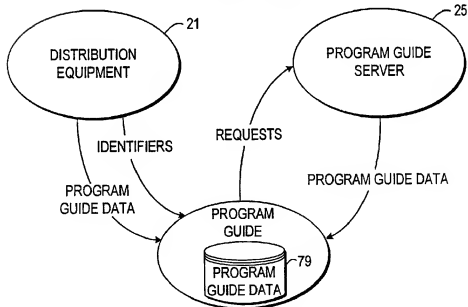 21
DISTRIBUTION
EQUIPMENT
25
PROGRAM GUIDE
SERVER
IDENTIFIERS
PROGRAM
GUIDE DATA
REQUESTS
PROGRAM GUIDE DATA
PROGRAM
GUIDE
79
PROGRAM
GUIDE DATA